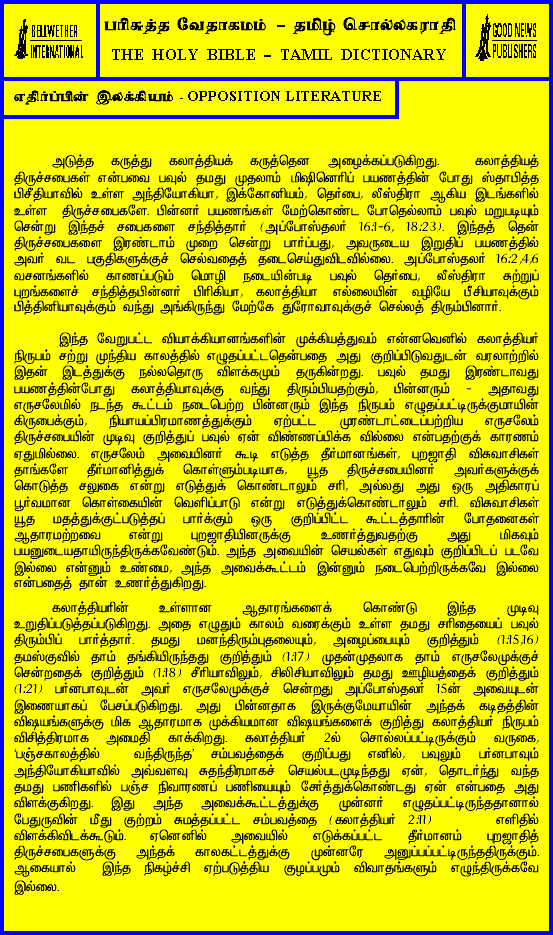 BELLWETHER
INTERNATIONAL
பரிசுத்த வேதாகமம் – தமிழ் சொல்லகராதி
THE HOLY BIBLE – TAMIL DICTIONARY
GOOD NEWS
PUBLISHERS
எதிர்ப்பின் இலக்கியம் - OPPOSITION LITERATURE
அடுத்த கருத்து கலாத்தியக் கருத்தென அழைக்கப்படுகிறது. கலாத்தியத்
திருச்சபைகள் என்பவை பவுல் தமது முதலாம் மிஷினெரிப் பயணத்தின் போது ஸ்தாபித்த
பிசீதியாவில் உள்ள அந்தியோகியா, இக்கோனியம், தெர்பை, லீஸ்திரா ஆகிய இடங்களில்
உள்ள திருச்சபைகளே. பின்னர் பயணங்கள் மேற்கொண்ட போதெல்லாம் பவுல் மறுபடியும்
சென்று இந்தச் சபைகளை சந்தித்தார் (அப்போஸ்தலர் 16:1-6, 18:23). இந்தத் தென்
திருச்சபைகளை இரண்டாம் முறை சென்று பார்ப்பது, அவருடைய இறுதிப் பயணத்தில்
அவர் வட பகுதிகளுக்குச் செல்வதைத் தடைசெய்துவிடவில்லை. அப்போஸ்தலர் 16:2,4,6
வசனங்களில் காணப்படும் மொழி நடையின்படி பவுல் தெர்பை, லீஸ்திரா சுற்றுப்
புறங்களைச் சந்தித்தபின்னர் பிரிகியா, கலாத்தியா எல்லையின் வழியே பீசியாவுக்கும்
பித்தினியாவுக்கும் வந்து அங்கிருந்து மேற்கே துரோவாவுக்குச் செல்லத் திரும்பினார்.
இந்த வேறுபட்ட வியாக்கியானங்களின் முக்கியத்துவம் என்னவெனில் கலாத்தியர்
நிருபம் சற்று முந்திய காலத்தில் எழுதப்பட்டதென்பதை அது குறிப்பிடுவதுடன் வரலாற்றில்
இதன் இடத்துக்கு நல்லதொரு விளக்கமும் தருகின்றது. பவுல் தமது இரண்டாவது
பயணத்தின்போது கலாத்தியாவுக்கு வந்து திரும்பியதற்கும், பின்னரும் - அதாவது
எருசலேமில் நடந்த கூட்டம் நடைபெற்ற பின்னரும் இந்த நிருபம் எழுதப்பட்டிருக்குமாயின்
கிருபைக்கும், நியாயப்பிரமாணத்துக்கும் ஏற்பட்ட முரண்டாட்டைப்பற்றிய எருசலேம்
திருச்சபையின் முடிவு குறித்துப் பவுல் ஏன் விண்ணப்பிக்க வில்லை என்பதற்குக் காரணம்
ஏதுமில்லை. எருசலேம் அவையினர் கூடி எடுத்த தீர்மானங்கள், புறஜாதி விசுவாசிகள்
தாங்களே தீர்மானித்துக் கொள்ளும்படியாக, யூத திருச்சபையினர் அவர்களுக்குக்
கொடுத்த சலுகை என்று எடுத்துக் கொண்டாலும் சரி, அல்லது அது ஒரு அதிகாரப்
பூர்வமான கொள்கையின் வெளிப்பாடு என்று எடுத்துக்கொண்டாலும் சரி. விசுவாசிகள்
யூத மதத்துக்குட்படுத்தப் பார்க்கும் ஒரு குறிப்பிட்ட கூட்டத்தாரின் போதனைகள்
ஆதாரமற்றவை என்று புறஜாதியினருக்கு உணர்த்துவதற்கு அது மிகவும்
பயனுடையதாயிருந்திருக்கவேண்டும். அந்த அவையின் செயல்கள் எதுவும் குறிப்பிடப் படவே
இல்லை என்னும் உண்மை, அந்த அவைக்கூட்டம் இன்னும் நடைபெற்றிருக்கவே இல்லை
என்பதைத் தான் உணர்த்துகிறது.
கலாத்தியரின் உள்ளான ஆதாரங்களைக் கொண்டு இந்த முடிவு
உறுதிப்படுத்தப்படுகிறது. அதை எழுதும் காலம் வரைக்கும் உள்ள தமது சரிதையைப் பவுல்
திரும்பிப் பார்த்தார். தமது மனந்திரும்புதலையும், அழைப்பையும் குறித்தும் (1:15,16)
தமஸ்குவில் தாம் தங்கியிருந்தது குறித்தும் (1:17) முதன்முதலாக தாம் எருசலேமுக்குச்
சென்றதைக் குறித்தும் (1:18) சீரியாவிலும், சிலிசியாவிலும் தமது ஊழியத்தைக் குறித்தும்
(1:21) பர்னபாவுடன் அவர் எருசலேமுக்குச் சென்றது அப்போஸ்தலர் 15ன் அவையுடன்
இணையாகப் பேசப்படுகிறது. அது பின்னதாக இருக்குமேயாயின் அந்தக் கடிதத்தின்
விஷயங்களுக்கு மிக ஆதாரமாக முக்கியமான விஷயங்களைக் குறித்து கலாத்தியர் நிருபம்
விசித்திரமாக அமைதி காக்கிறது. கலாத்தியர் 2ல் சொல்லப்பட்டிருக்கும் வருகை,
'பஞ்சகாலத்தில் வந்திருந்த' சம்பவத்தைக் குறிப்பது எனில், பவுலும் பர்னபாவும்
அந்தியோகியாவில் அவ்வளவு சுதந்திரமாகச் செயல்படமுடிந்தது ஏன், தொடர்ந்து வந்த
தமது பணிகளில் பஞ்ச நிவாரணப் பணியையும் சேர்த்துக்கொண்டது ஏன் என்பதை அது
விளக்குகிறது. இது அந்த அவைக்கூட்டத்துக்கு முன்னர் எழுதப்பட்டிருந்ததானால்
பேதுருவின் மீது குற்றம் சுமத்தப்பட்ட சம்பவத்தை (கலாத்தியர் 2:11) எளிதில்
விளக்கிவிடக்கூடும். ஏனெனில் அவையில் எடுக்கப்பட்ட தீர்மானம் புறஜாதித்
திருச்சபைகளுக்கு அந்தக் காலகட்டத்துக்கு முன்னரே அனுப்பப்பட்டிருந்ததிருக்கும்.
ஆகையால் இந்த நிகழ்ச்சி ஏற்படுத்திய குழப்பமும் விவாதங்களும் எழுந்திருக்கவே
இல்லை.